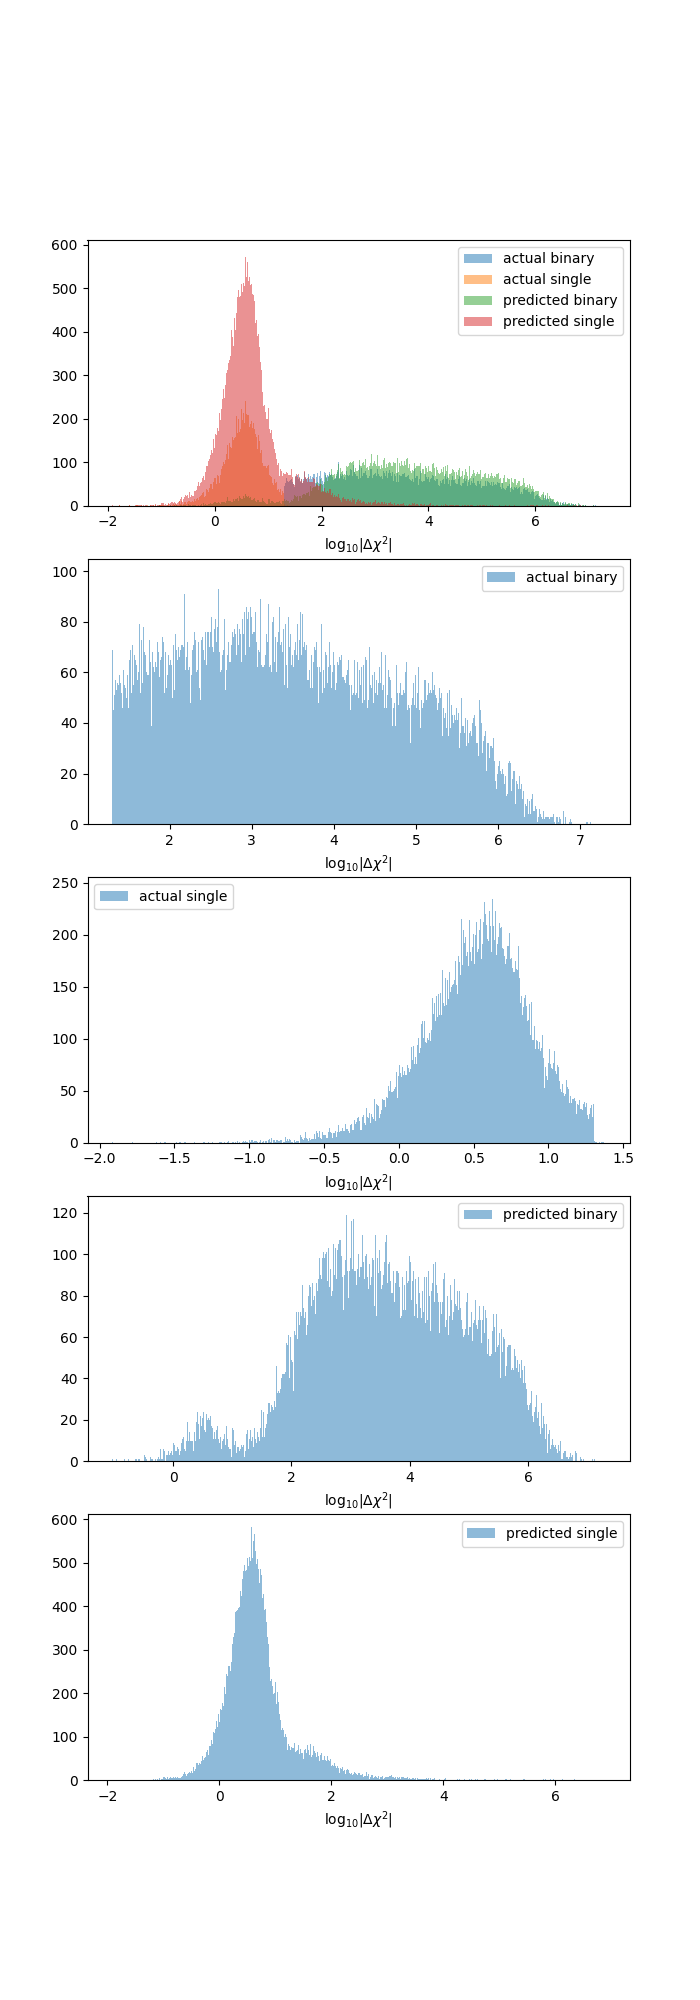 600
500
400
300
200
100
0
actual binary
actual single
predicted binary
predicted single
−2 0 2 4 6
log₁₀|Δχ²|
100
80
60
40
20
0
actual binary
2 3 4 5 6 7
log₁₀|Δχ²|
250
200
150
100
50
0
actual single
−2.0 −1.5 −1.0 −0.5 0.0 0.5 1.0 1.5
log₁₀|Δχ²|
120
100
80
60
40
20
0
predicted binary
0 2 4 6
log₁₀|Δχ²|
600
500
400
300
200
100
0
predicted single
−2 0 2 4 6
log₁₀|Δχ²|